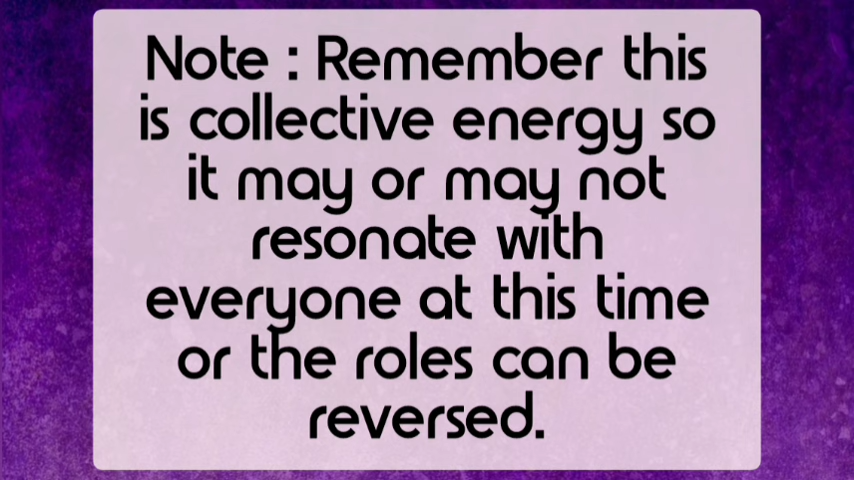 Note : Remember this
is collective energy so
it may or may not
resonate with
everyone at this time
or the roles can be
reversed.